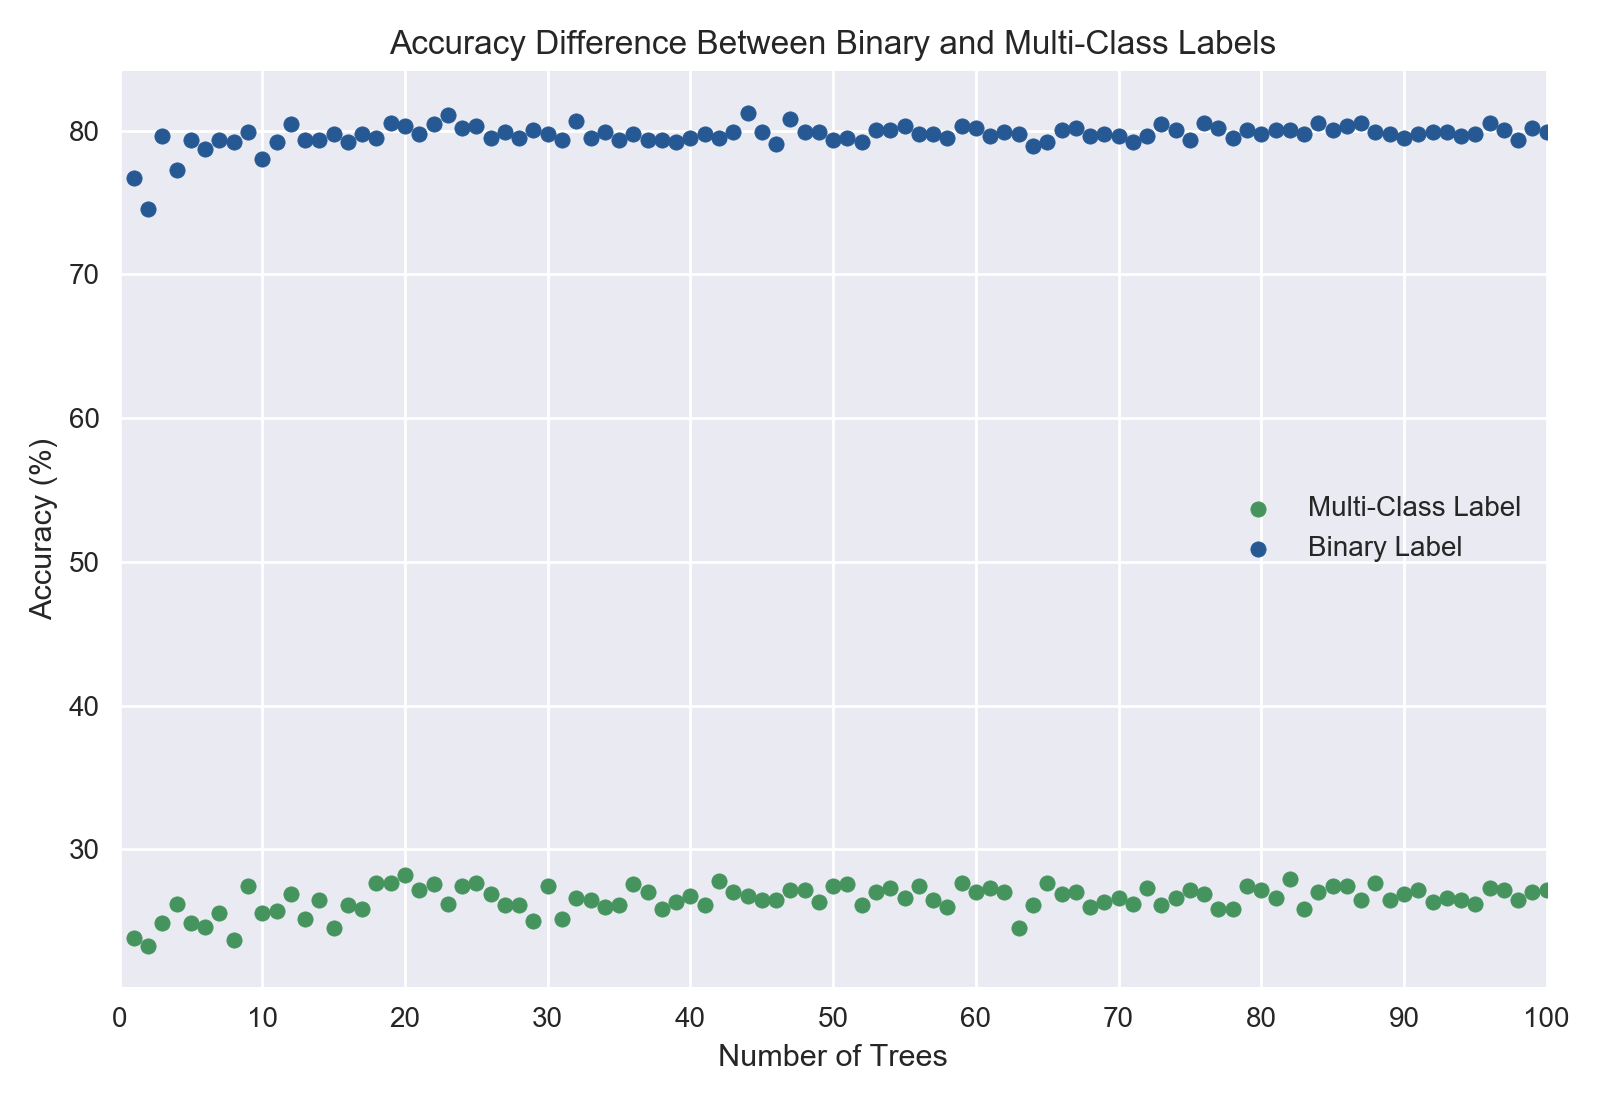 Accuracy Difference Between Binary and Multi-Class Labels
Accuracy (%)
80
70
60
50
40
30
Multi-Class Label
Binary Label
0 10 20 30 40 50 60 70 80 90 100
Number of Trees